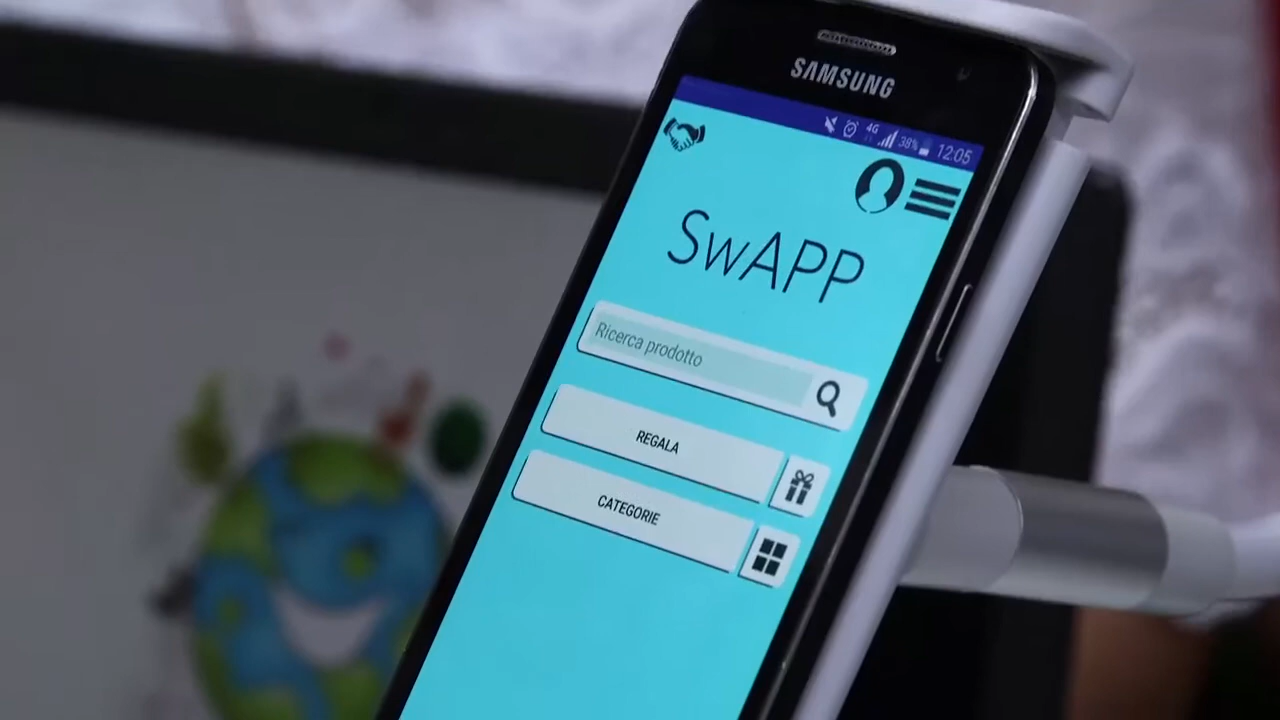 SAMSUNG
4G 38% 12:05
SwAPP
Ricerca prodotto
REGALA
CATEGORIE